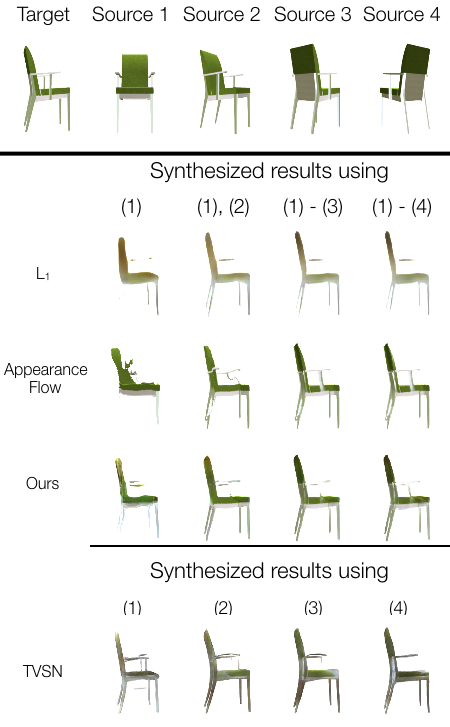 Target Source 1 Source 2 Source 3 Source 4
Synthesized results using
(1) (1), (2) (1) - (3) (1) - (4)
L₁
Appearance
Flow
Ours
Synthesized results using
(1) (2) (3) (4)
TVSN